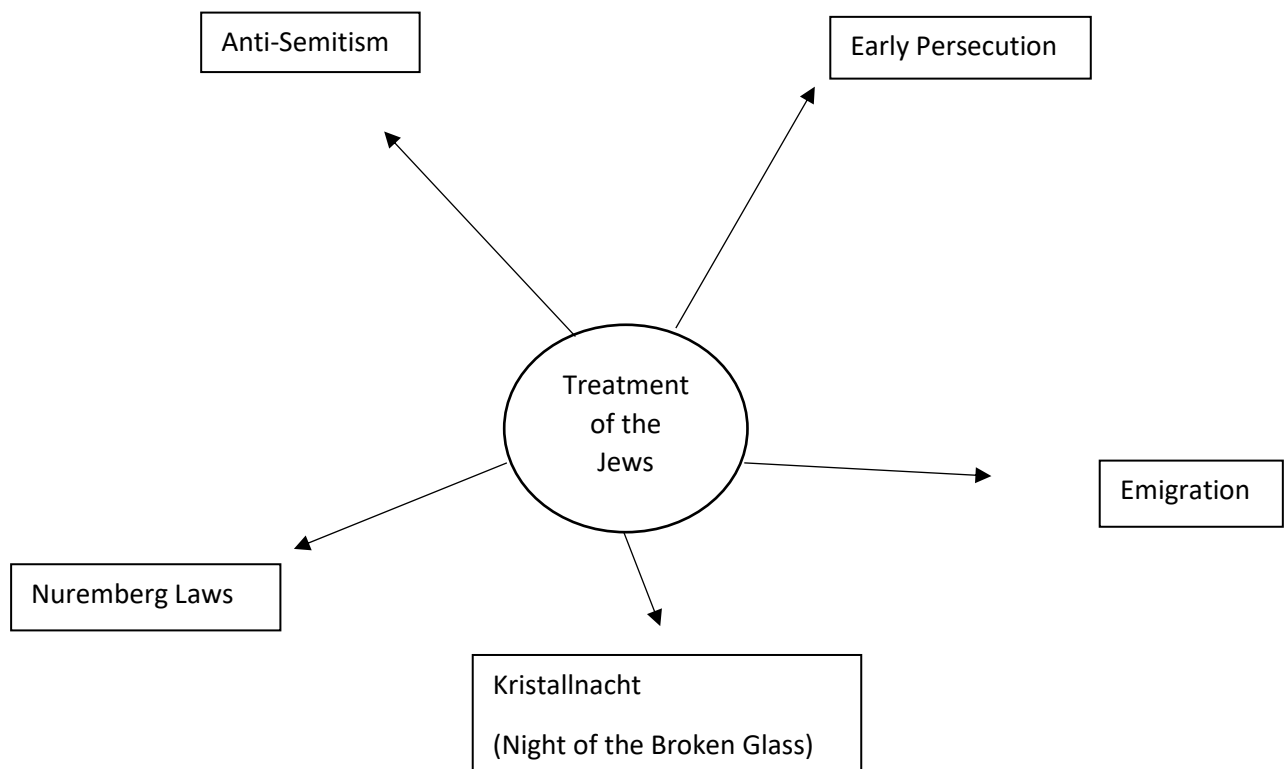 Anti-Semitism
Early Persecution
Treatment
of the
Jews
Emigration
Nuremberg Laws
Kristallnacht
(Night of the Broken Glass)